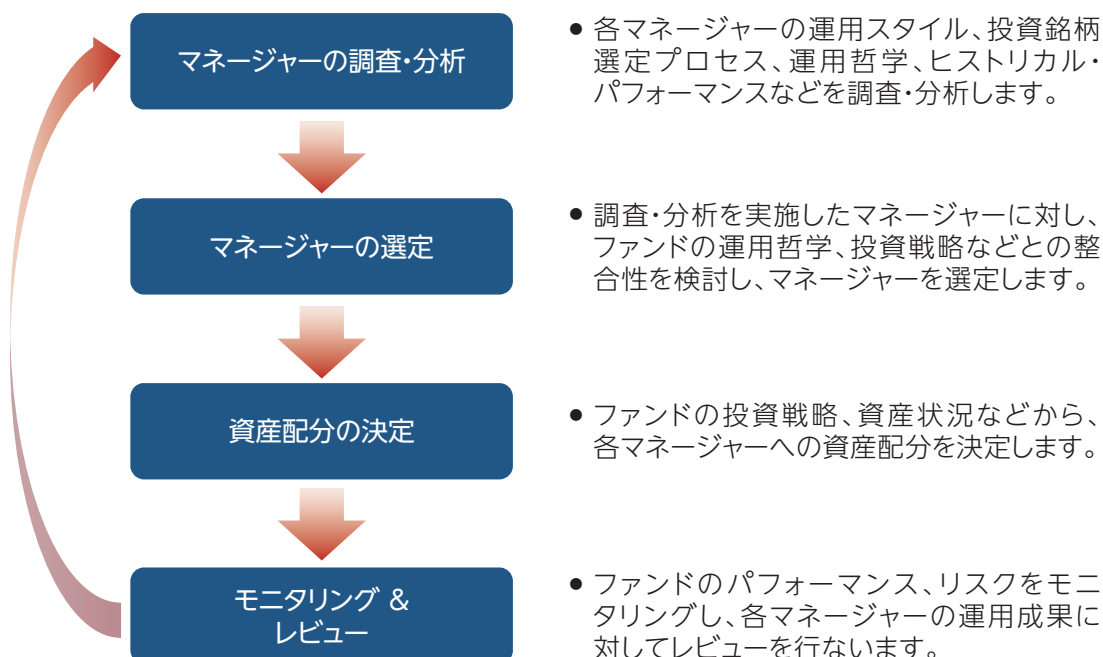 マネージャーの調査・分析
● 各マネージャーの運用スタイル、投資銘柄
選定プロセス、運用哲学、ヒストリカル・
パフォーマンスなどを調査・分析します。
マネージャーの選定
● 調査・分析を実施したマネージャーに対し、
ファンドの運用哲学、投資戦略などとの整
合性を検討し、マネージャーを選定します。
資産配分の決定
● ファンドの投資戦略、資産状況などから、
各マネージャーへの資産配分を決定します。
モニタリング &
レビュー
● ファンドのパフォーマンス、リスクをモニ
タリングし、各マネージャーの運用成果に
対してレビューを行ないます。